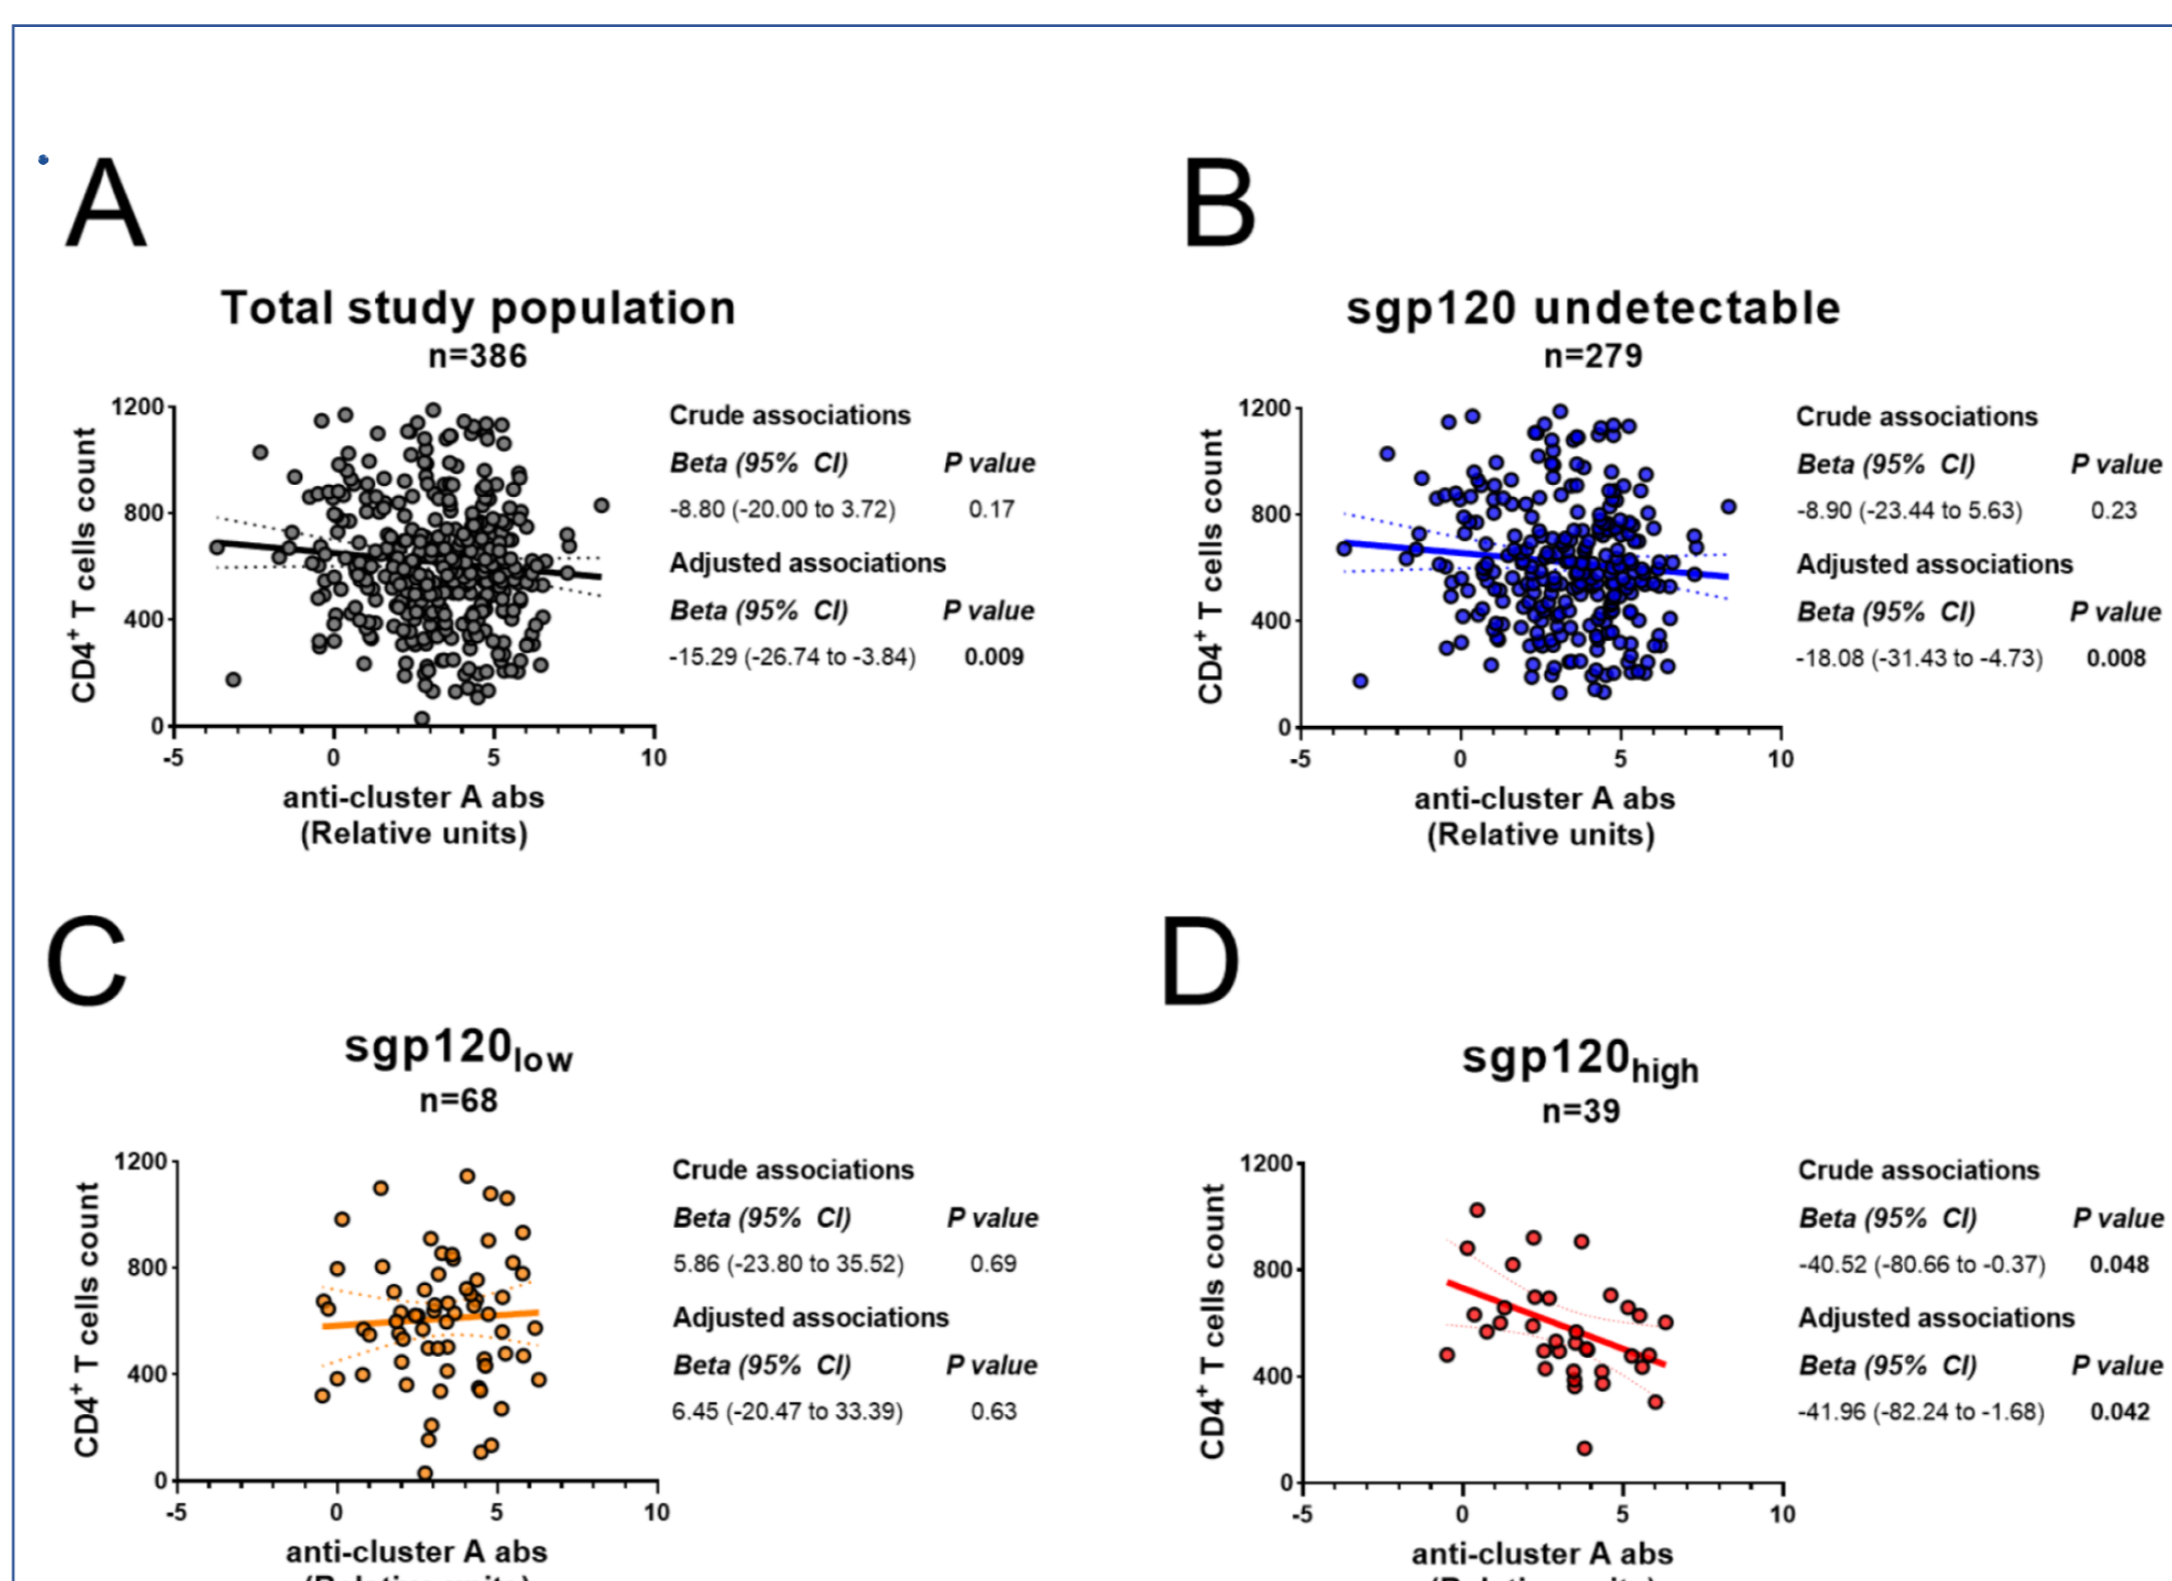 A
Total study population
n=386
CD4+ T cells count
1200
800
400
0
-5 0 5 10
anti-cluster A abs
(Relative units)
Crude associations
Beta (95% CI) P value
-8.80 (-20.00 to 3.72) 0.17
Adjusted associations
Beta (95% CI) P value
-15.29 (-26.74 to -3.84) 0.009
B
sgp120 undetectable
n=279
CD4+ T cells count
1200
800
400
0
-5 0 5 10
anti-cluster A abs
(Relative units)
Crude associations
Beta (95% CI) P value
-8.90 (-23.44 to 5.63) 0.23
Adjusted associations
Beta (95% CI) P value
-18.08 (-31.43 to -4.73) 0.008
C
sgp120low
n=68
CD4+ T cells count
1200
800
400
0
-5 0 5 10
anti-cluster A abs
Crude associations
Beta (95% CI) P value
5.86 (-23.80 to 35.52) 0.69
Adjusted associations
Beta (95% CI) P value
6.45 (-20.47 to 33.39) 0.63
D
sgp120high
n=39
CD4+ T cells count
1200
800
400
0
-5 0 5 10
anti-cluster A abs
Crude associations
Beta (95% CI) P value
-40.52 (-80.66 to -0.37) 0.048
Adjusted associations
Beta (95% CI) P value
-41.96 (-82.24 to -1.68) 0.042